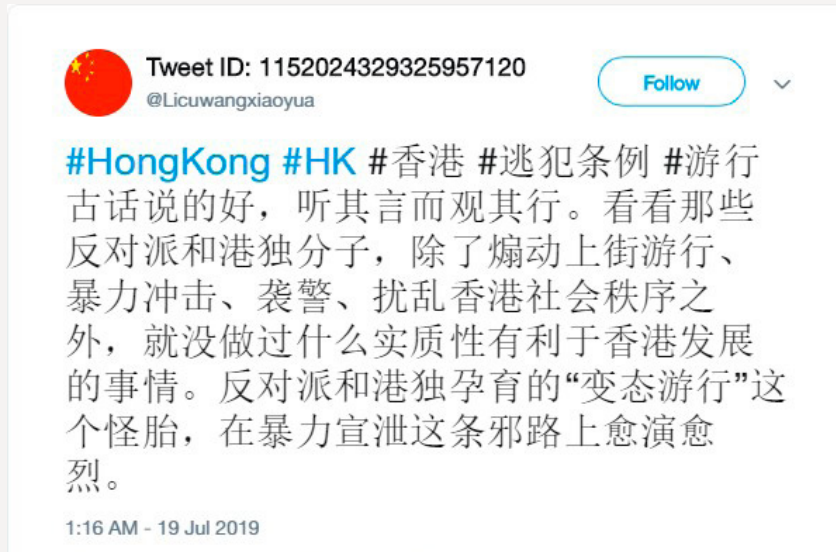 Tweet ID: 1152024329325957120
@Licuwangxiaoyua
Follow
#HongKong #HK #香港 #逃犯条例 #游行
古话说的好，听其言而观其行。看看那些
反对派和港独分子，除了煽动上街游行、
暴力冲击、袭警、扰乱香港社会秩序之
外，就没做过什么实质性有利于香港发展
的事情。反对派和港独孕育的“变态游行”这
个怪胎，在暴力宣泄这条邪路上愈演愈
烈。
1:16 AM - 19 Jul 2019